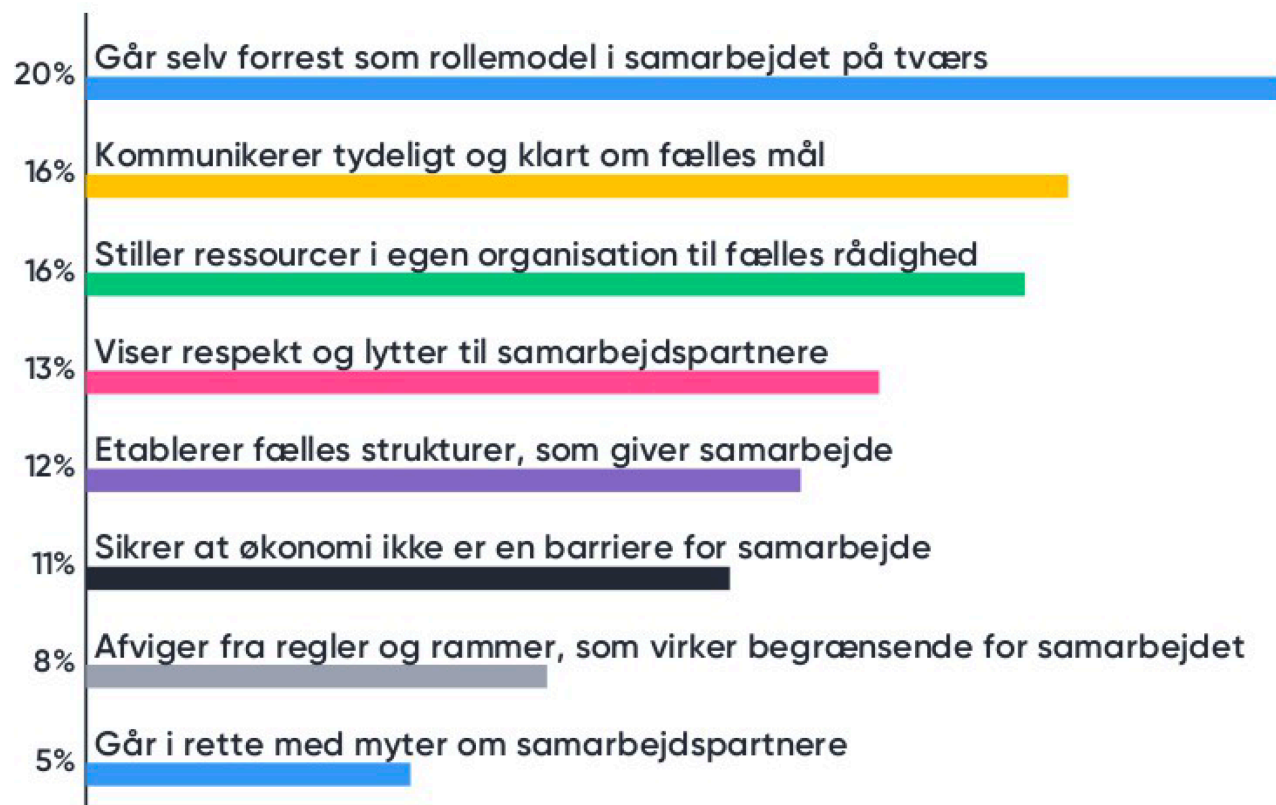 Går selv forrest som rollemodel i samarbejdet på tværs
20%
Kommunikerer tydeligt og klart om fælles mål
16%
Stiller ressourcer i egen organisation til fælles rådighed
16%
Viser respekt og lytter til samarbejdspartnere
13%
Etablerer fælles strukturer, som giver samarbejde
12%
Sikrer at økonomi ikke er en barriere for samarbejde
11%
Afviger fra regler og rammer, som virker begrænsende for samarbejdet
8%
Går i rette med myter om samarbejdspartnere
5%